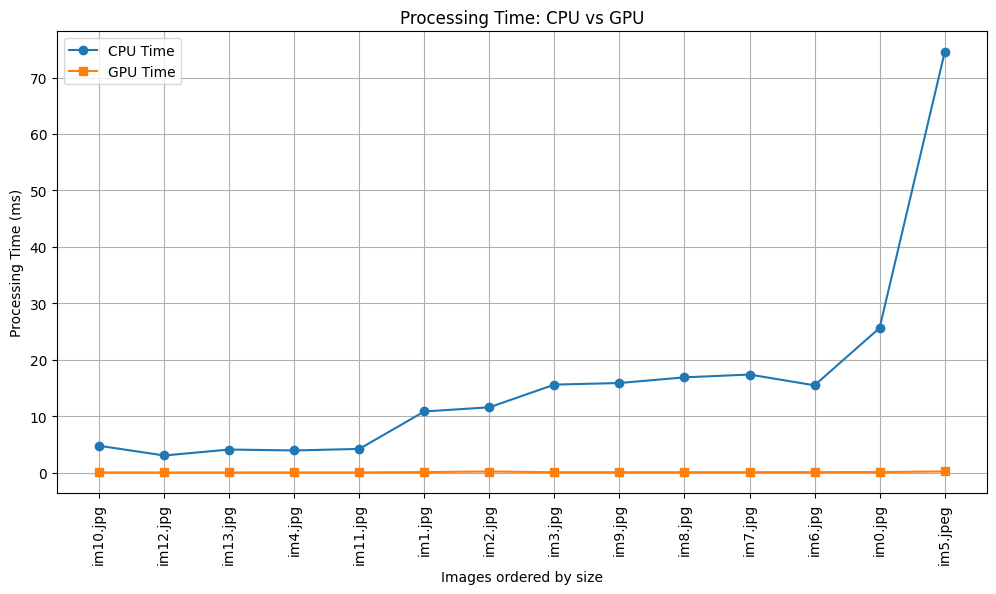 Processing Time: CPU vs GPU
CPU Time
GPU Time
Processing Time (ms)
70
60
50
40
30
20
10
0
im10.jpg
im12.jpg
im13.jpg
im4.jpg
im11.jpg
im1.jpg
im2.jpg
im3.jpg
im9.jpg
im8.jpg
im7.jpg
im6.jpg
im0.jpg
im5.jpeg
Images ordered by size